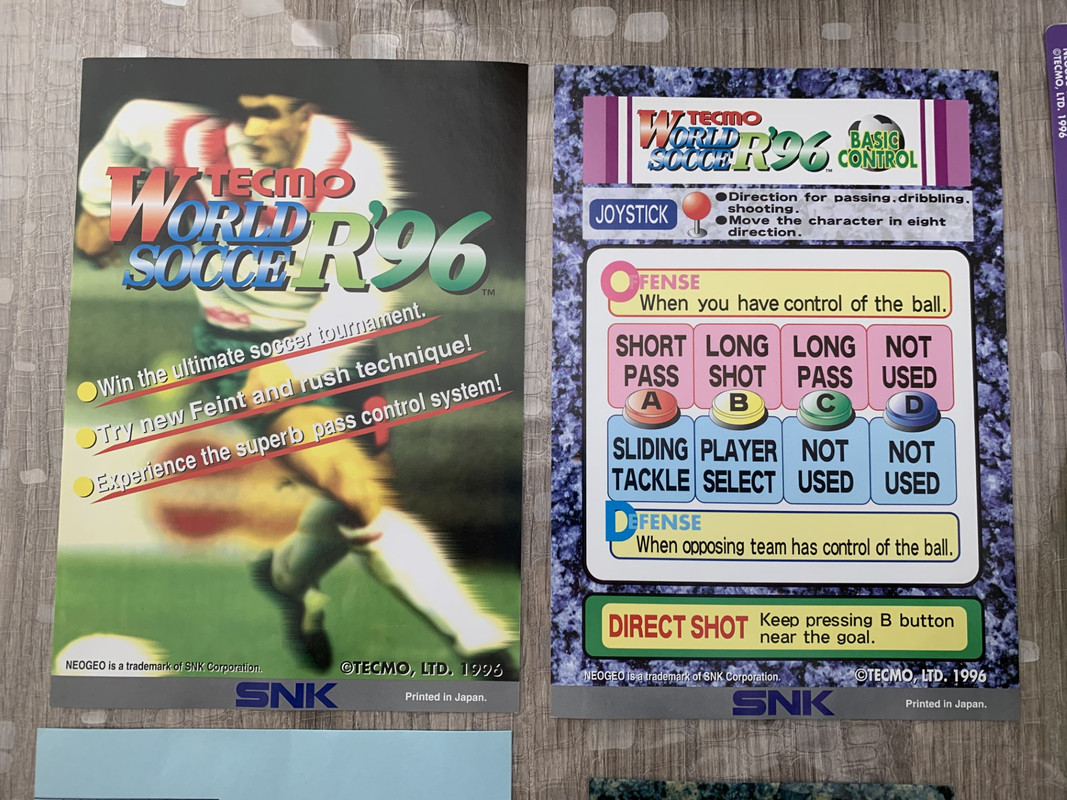 TECMO
WORLD
SOCCER'96
TM
●Win the ultimate soccer tournament.
●Try new Feint and rush technique!
●Experience the superb pass control system!
NEOGEO is a trademark of SNK Corporation.
©TECMO, LTD. 1996
SNK
Printed in Japan.
TECMO
WORLD
SOCCER'96
TM
BASIC
CONTROL
JOYSTICK
●Direction for passing.dribbling.
shooting.
●Move the character in eight
direction.
OFFENSE
When you have control of the ball.
SHORT PASS
LONG SHOT
LONG PASS
NOT USED
A B C D
SLIDING TACKLE
PLAYER SELECT
NOT USED
NOT USED
DEFENSE
When opposing team has control of the ball.
DIRECT SHOT
Keep pressing B button
near the goal.
NEOGEO is a trademark of SNK Corporation.
©TECMO, LTD. 1996
SNK
Printed in Japan.
©TECMO, LTD. 1996